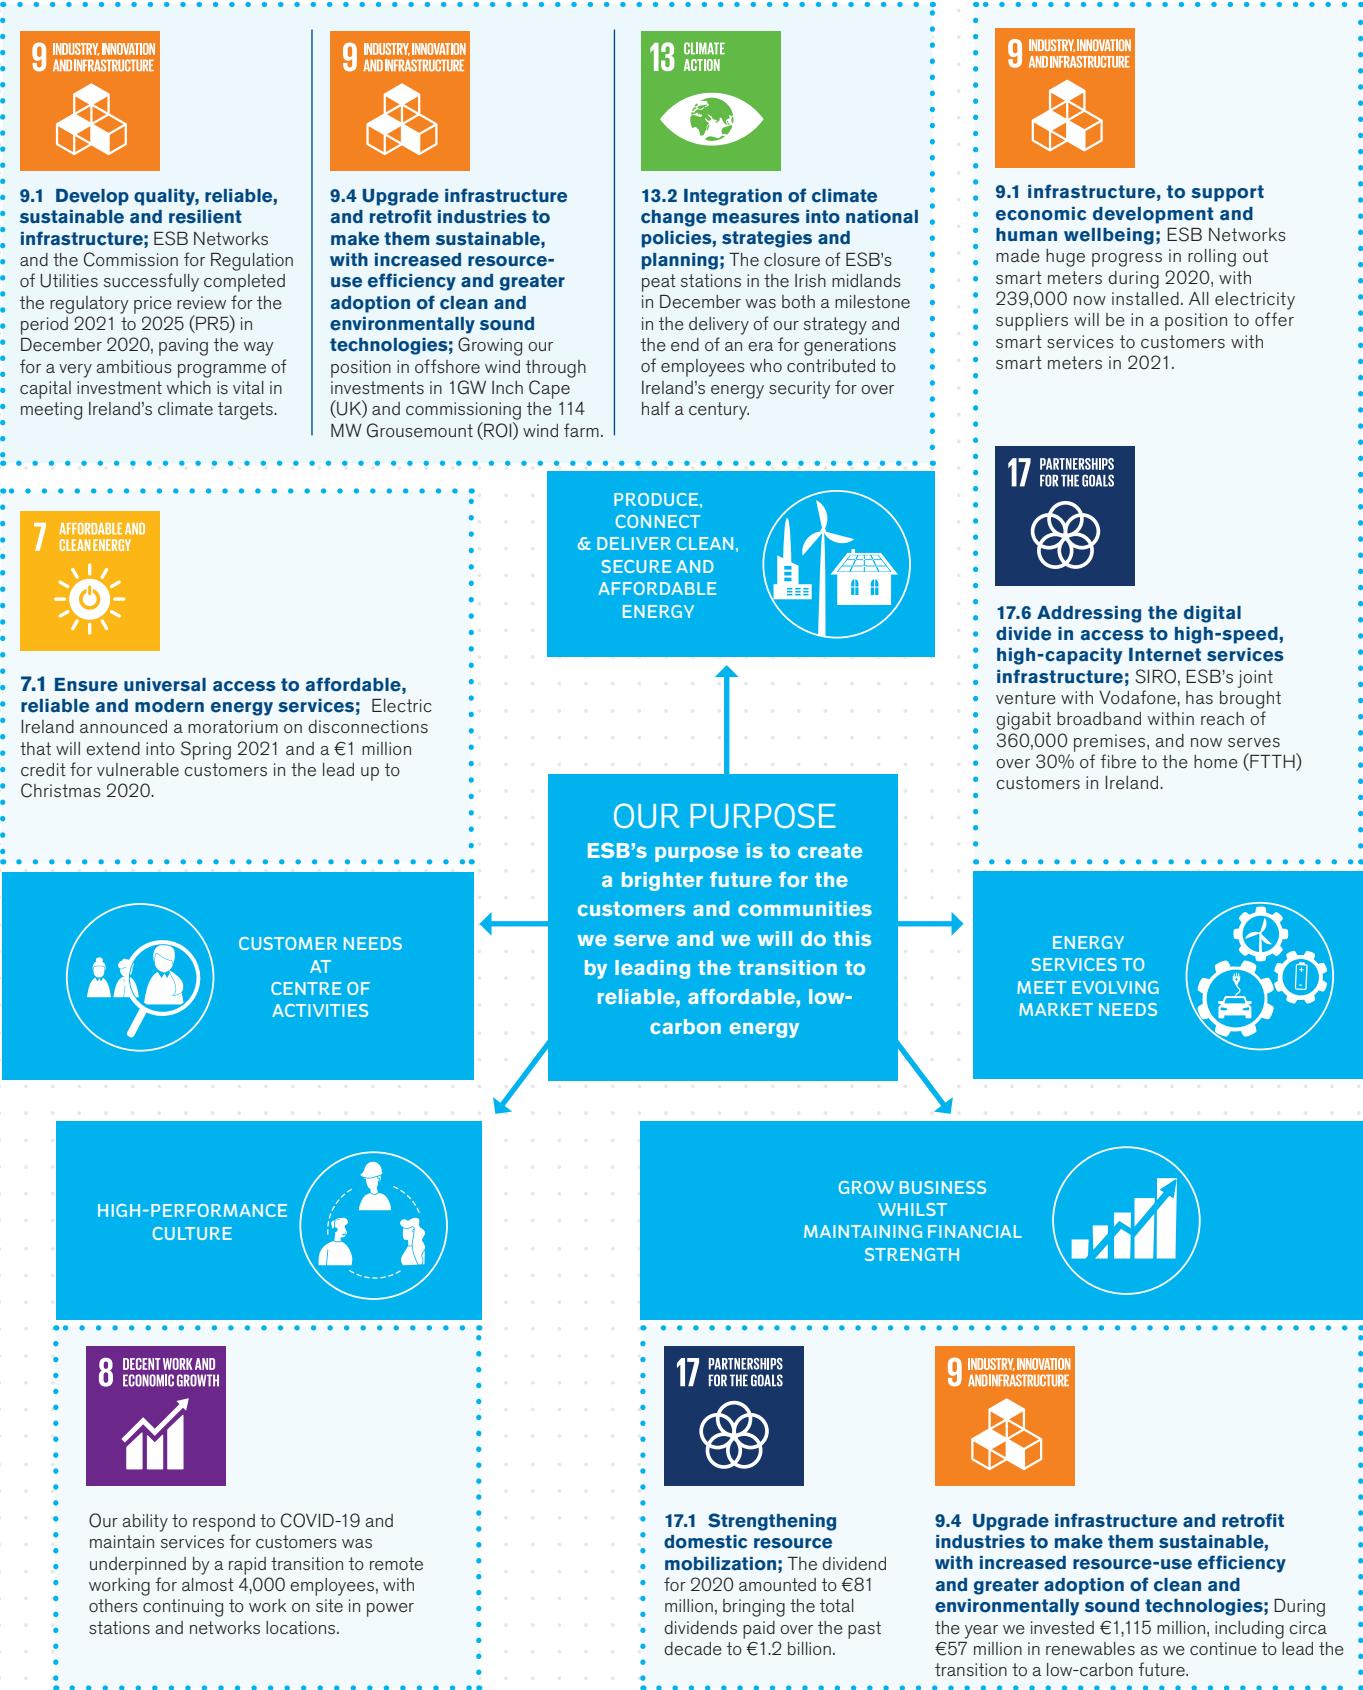 9 INDUSTRY, INNOVATION
AND INFRASTRUCTURE
9.1 Develop quality, reliable,
sustainable and resilient
infrastructure; ESB Networks
and the Commission for Regulation
of Utilities successfully completed
the regulatory price review for the
period 2021 to 2025 (PR5) in
December 2020, paving the way
for a very ambitious programme of
capital investment which is vital in
meeting Ireland's climate targets.
9 INDUSTRY, INNOVATION
AND INFRASTRUCTURE
9.4 Upgrade infrastructure
and retrofit industries to
make them sustainable,
with increased resource-
use efficiency and greater
adoption of clean and
environmentally sound
technologies; Growing our
position in offshore wind through
investments in 1GW Inch Cape
(UK) and commissioning the 114
MW Grousemount (ROI) wind farm.
13 CLIMATE
ACTION
13.2 Integration of climate
change measures into national
policies, strategies and
planning; The closure of ESB's
peat stations in the Irish midlands
in December was both a milestone
in the delivery of our strategy and
the end of an era for generations
of employees who contributed to
Ireland's energy security for over
half a century.
9 INDUSTRY, INNOVATION
AND INFRASTRUCTURE
9.1 infrastructure, to support
economic development and
human wellbeing; ESB Networks
made huge progress in rolling out
smart meters during 2020, with
239,000 now installed. All electricity
suppliers will be in a position to offer
smart services to customers with
smart meters in 2021.
17 PARTNERSHIPS
FOR THE GOALS
17.6 Addressing the digital
divide in access to high-speed,
high-capacity Internet services
infrastructure; SIRO, ESB's joint
venture with Vodafone, has brought
gigabit broadband within reach of
360,000 premises, and now serves
over 30% of fibre to the home (FTTH)
customers in Ireland.
7 AFFORDABLE AND
CLEAN ENERGY
7.1 Ensure universal access to affordable,
reliable and modern energy services; Electric
Ireland announced a moratorium on disconnections
that will extend into Spring 2021 and a €1 million
credit for vulnerable customers in the lead up to
Christmas 2020.
PRODUCE,
CONNECT
& DELIVER CLEAN,
SECURE AND
AFFORDABLE
ENERGY
OUR PURPOSE
ESB's purpose is to create
a brighter future for the
customers and communities
we serve and we will do this
by leading the transition to
reliable, affordable, low-
carbon energy
CUSTOMER NEEDS
AT
CENTRE OF
ACTIVITIES
ENERGY
SERVICES TO
MEET EVOLVING
MARKET NEEDS
HIGH-PERFORMANCE
CULTURE
GROW BUSINESS
WHILST
MAINTAINING FINANCIAL
STRENGTH
8 DECENT WORK AND
ECONOMIC GROWTH
Our ability to respond to COVID-19 and
maintain services for customers was
underpinned by a rapid transition to remote
working for almost 4,000 employees, with
others continuing to work on site in power
stations and networks locations.
17 PARTNERSHIPS
FOR THE GOALS
17.1 Strengthening
domestic resource
mobilization; The dividend
for 2020 amounted to €81
million, bringing the total
dividends paid over the past
decade to €1.2 billion.
9 INDUSTRY, INNOVATION
AND INFRASTRUCTURE
9.4 Upgrade infrastructure and retrofit
industries to make them sustainable,
with increased resource-use efficiency
and greater adoption of clean and
environmentally sound technologies; During
the year we invested €1,115 million, including circa
€57 million in renewables as we continue to lead the
transition to a low-carbon future.